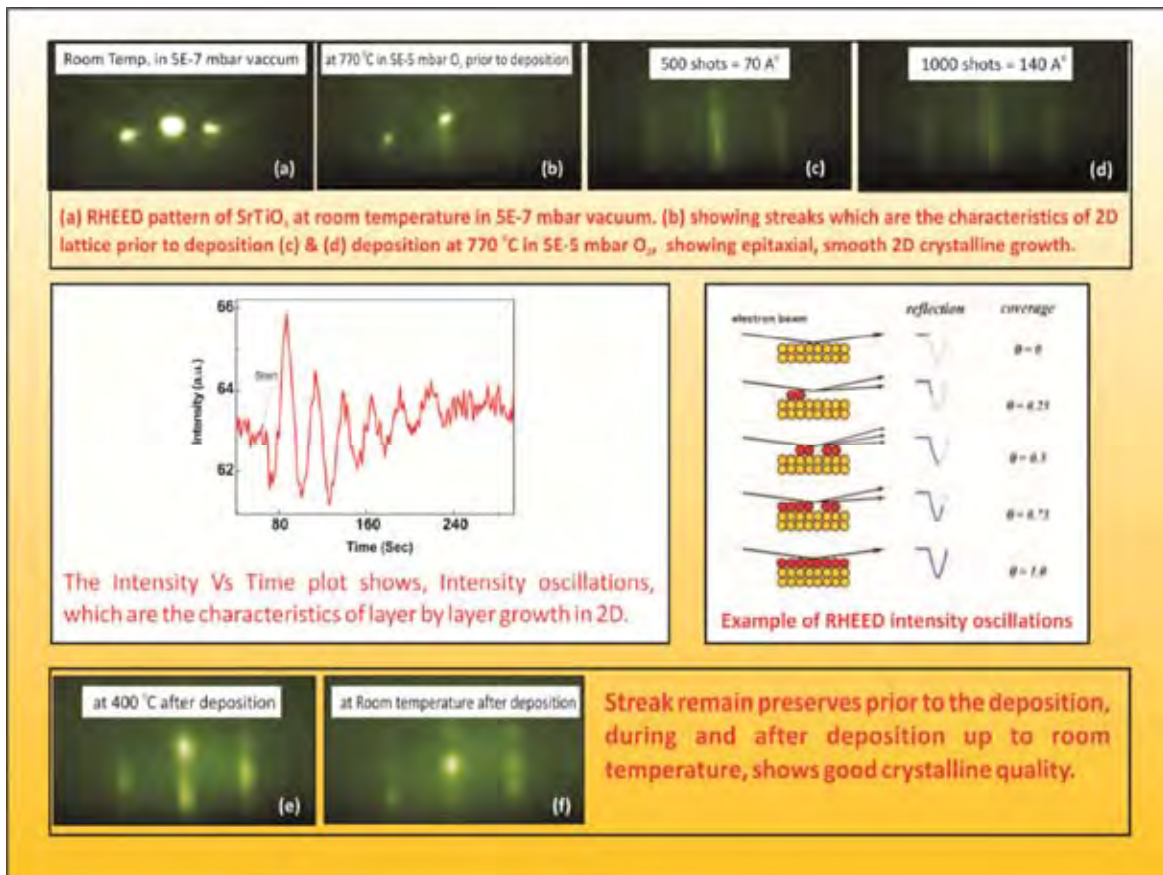 Room Temp. in 5E-7 mbar vaccum
at 770 °C in 5E-5 mbar O₂ prior to deposition
500 shots = 70 A°
1000 shots = 140 A°
(a)
(b)
(c)
(d)
(a) RHEED pattern of SrTiO₃ at room temperature in 5E-7 mbar vacuum. (b) showing streaks which are the characteristics of 2D
lattice prior to deposition (c) & (d) deposition at 770 °C in 5E-5 mbar O₂, showing epitaxial, smooth 2D crystalline growth.
66
64
62
Intensity (a.u.)
Start
80
160
240
Time (Sec)
The Intensity Vs Time plot shows, Intensity oscillations,
which are the characteristics of layer by layer growth in 2D.
electron beam
reflection
coverage
θ = 0
θ = 0.25
θ = 0.5
θ = 0.75
θ = 1.0
Example of RHEED intensity oscillations
at 400 °C after deposition
at Room temperature after deposition
(e)
(f)
Streak remain preserves prior to the deposition,
during and after deposition up to room
temperature, shows good crystalline quality.